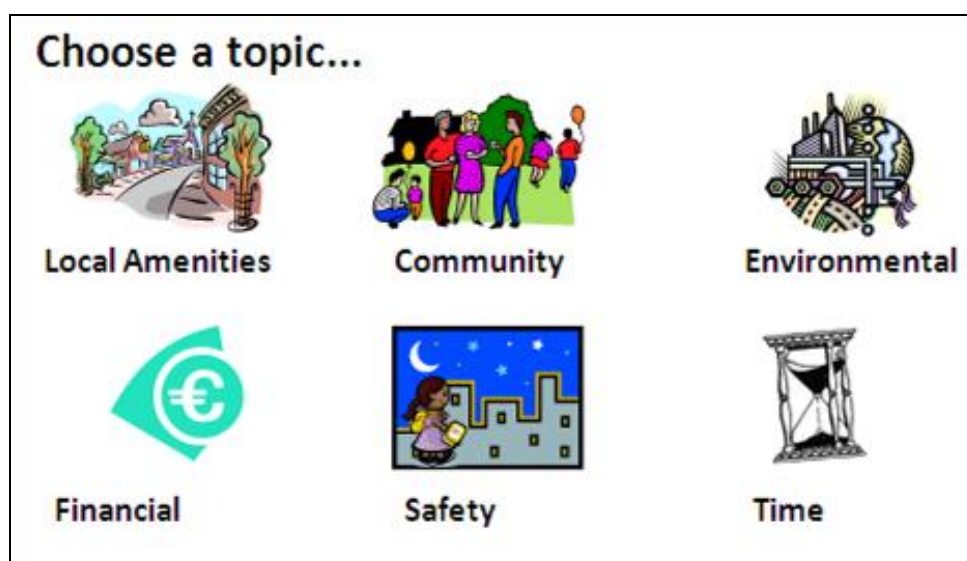 Choose a topic...
Local Amenities Community Environmental
€
Financial Safety Time